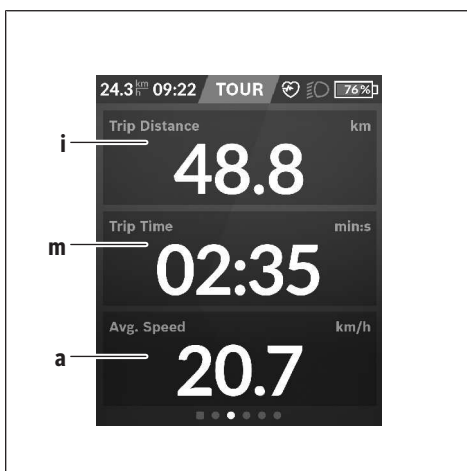 24.3 km/h 09:22 TOUR 76%
i Trip Distance km
48.8
m Trip Time min:s
02:35
a Avg. Speed km/h
20.7